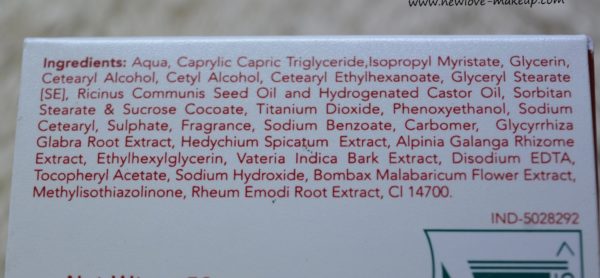 www.newlove-makeup.com
Ingredients: Aqua, Caprylic Capric Triglyceride,Isopropyl Myristate, Glycerin,
Cetearyl Alcohol, Cetyl Alcohol, Cetearyl Ethylhexanoate, Glyceryl Stearate
[SE], Ricinus Communis Seed Oil and Hydrogenated Castor Oil, Sorbitan
Stearate & Sucrose Cocoate, Titanium Dioxide, Phenoxyethanol, Sodium
Cetearyl, Sulphate, Fragrance, Sodium Benzoate, Carbomer, Glycyrrhiza
Glabra Root Extract, Hedychium Spicatum Extract, Alpinia Galanga Rhizome
Extract, Ethylhexylglycerin, Vateria Indica Bark Extract, Disodium EDTA,
Tocopheryl Acetate, Sodium Hydroxide, Bombax Malabaricum Flower Extract,
Methylisothiazolinone, Rheum Emodi Root Extract, CI 14700.
IND-5028292